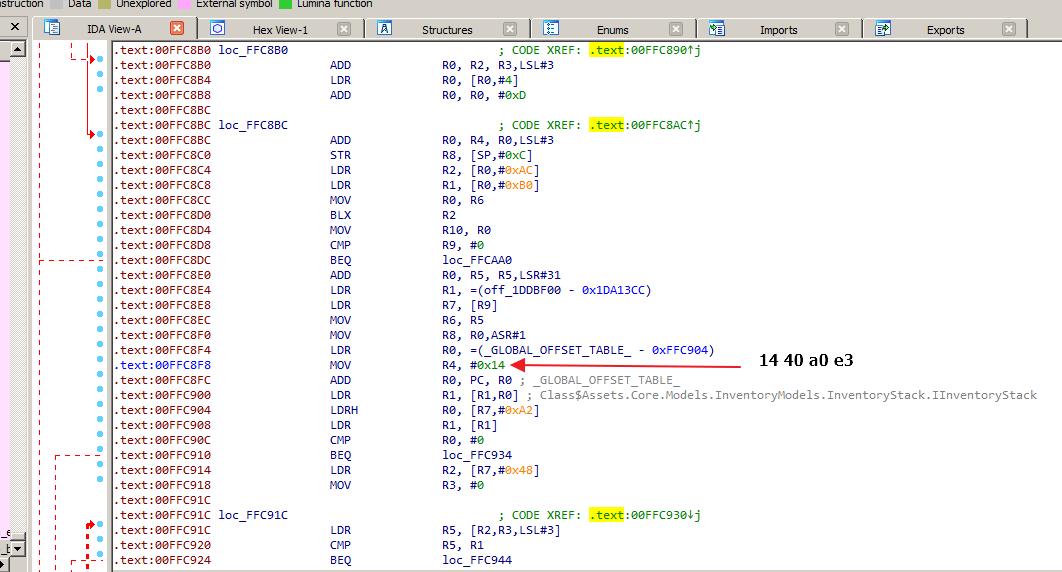 struction Data Unexplored External symbol Lumina function
IDA View-A Hex View-1 Structures Enums Imports Exports
.text:00FFC8B0 loc_FFC8B0 ; CODE XREF: .text:00FFC890↑j
.text:00FFC8B0 ADD R0, R2, R3,LSL#3
.text:00FFC8B4 LDR R0, [R0,#4]
.text:00FFC8B8 ADD R0, R0, #0xD
.text:00FFC8BC
.text:00FFC8BC loc_FFC8BC ; CODE XREF: .text:00FFC8AC↑j
.text:00FFC8BC ADD R0, R4, R0,LSL#3
.text:00FFC8C0 STR R8, [SP,#0xC]
.text:00FFC8C4 LDR R2, [R0,#0xAC]
.text:00FFC8C8 LDR R1, [R0,#0xB0]
.text:00FFC8CC MOV R0, R6
.text:00FFC8D0 BLX R2
.text:00FFC8D4 MOV R10, R0
.text:00FFC8D8 CMP R9, #0
.text:00FFC8DC BEQ loc_FFCAA0
.text:00FFC8E0 ADD R0, R5, R5,LSR#31
.text:00FFC8E4 LDR R1, =(off_1DDBF00 - 0x1DA13CC)
.text:00FFC8E8 LDR R7, [R9]
.text:00FFC8EC MOV R6, R5
.text:00FFC8F0 MOV R8, R0,ASR#1
.text:00FFC8F4 LDR R0, =(_GLOBAL_OFFSET_TABLE_ - 0xFFC904)
.text:00FFC8F8 MOV R4, #0x14 14 40 a0 e3
.text:00FFC8FC ADD R0, PC, R0 ; _GLOBAL_OFFSET_TABLE_
.text:00FFC900 LDR R1, [R1,R0] ; Class$Assets.Core.Models.InventoryModels.InventoryStack.IInventoryStack
.text:00FFC904 LDRH R0, [R7,#0xA2]
.text:00FFC908 LDR R1, [R1]
.text:00FFC90C CMP R0, #0
.text:00FFC910 BEQ loc_FFC934
.text:00FFC914 LDR R2, [R7,#0x48]
.text:00FFC918 MOV R3, #0
.text:00FFC91C
.text:00FFC91C loc_FFC91C ; CODE XREF: .text:00FFC930↓j
.text:00FFC91C LDR R5, [R2,R3,LSL#3]
.text:00FFC920 CMP R5, R1
.text:00FFC924 BEQ loc_FFC944